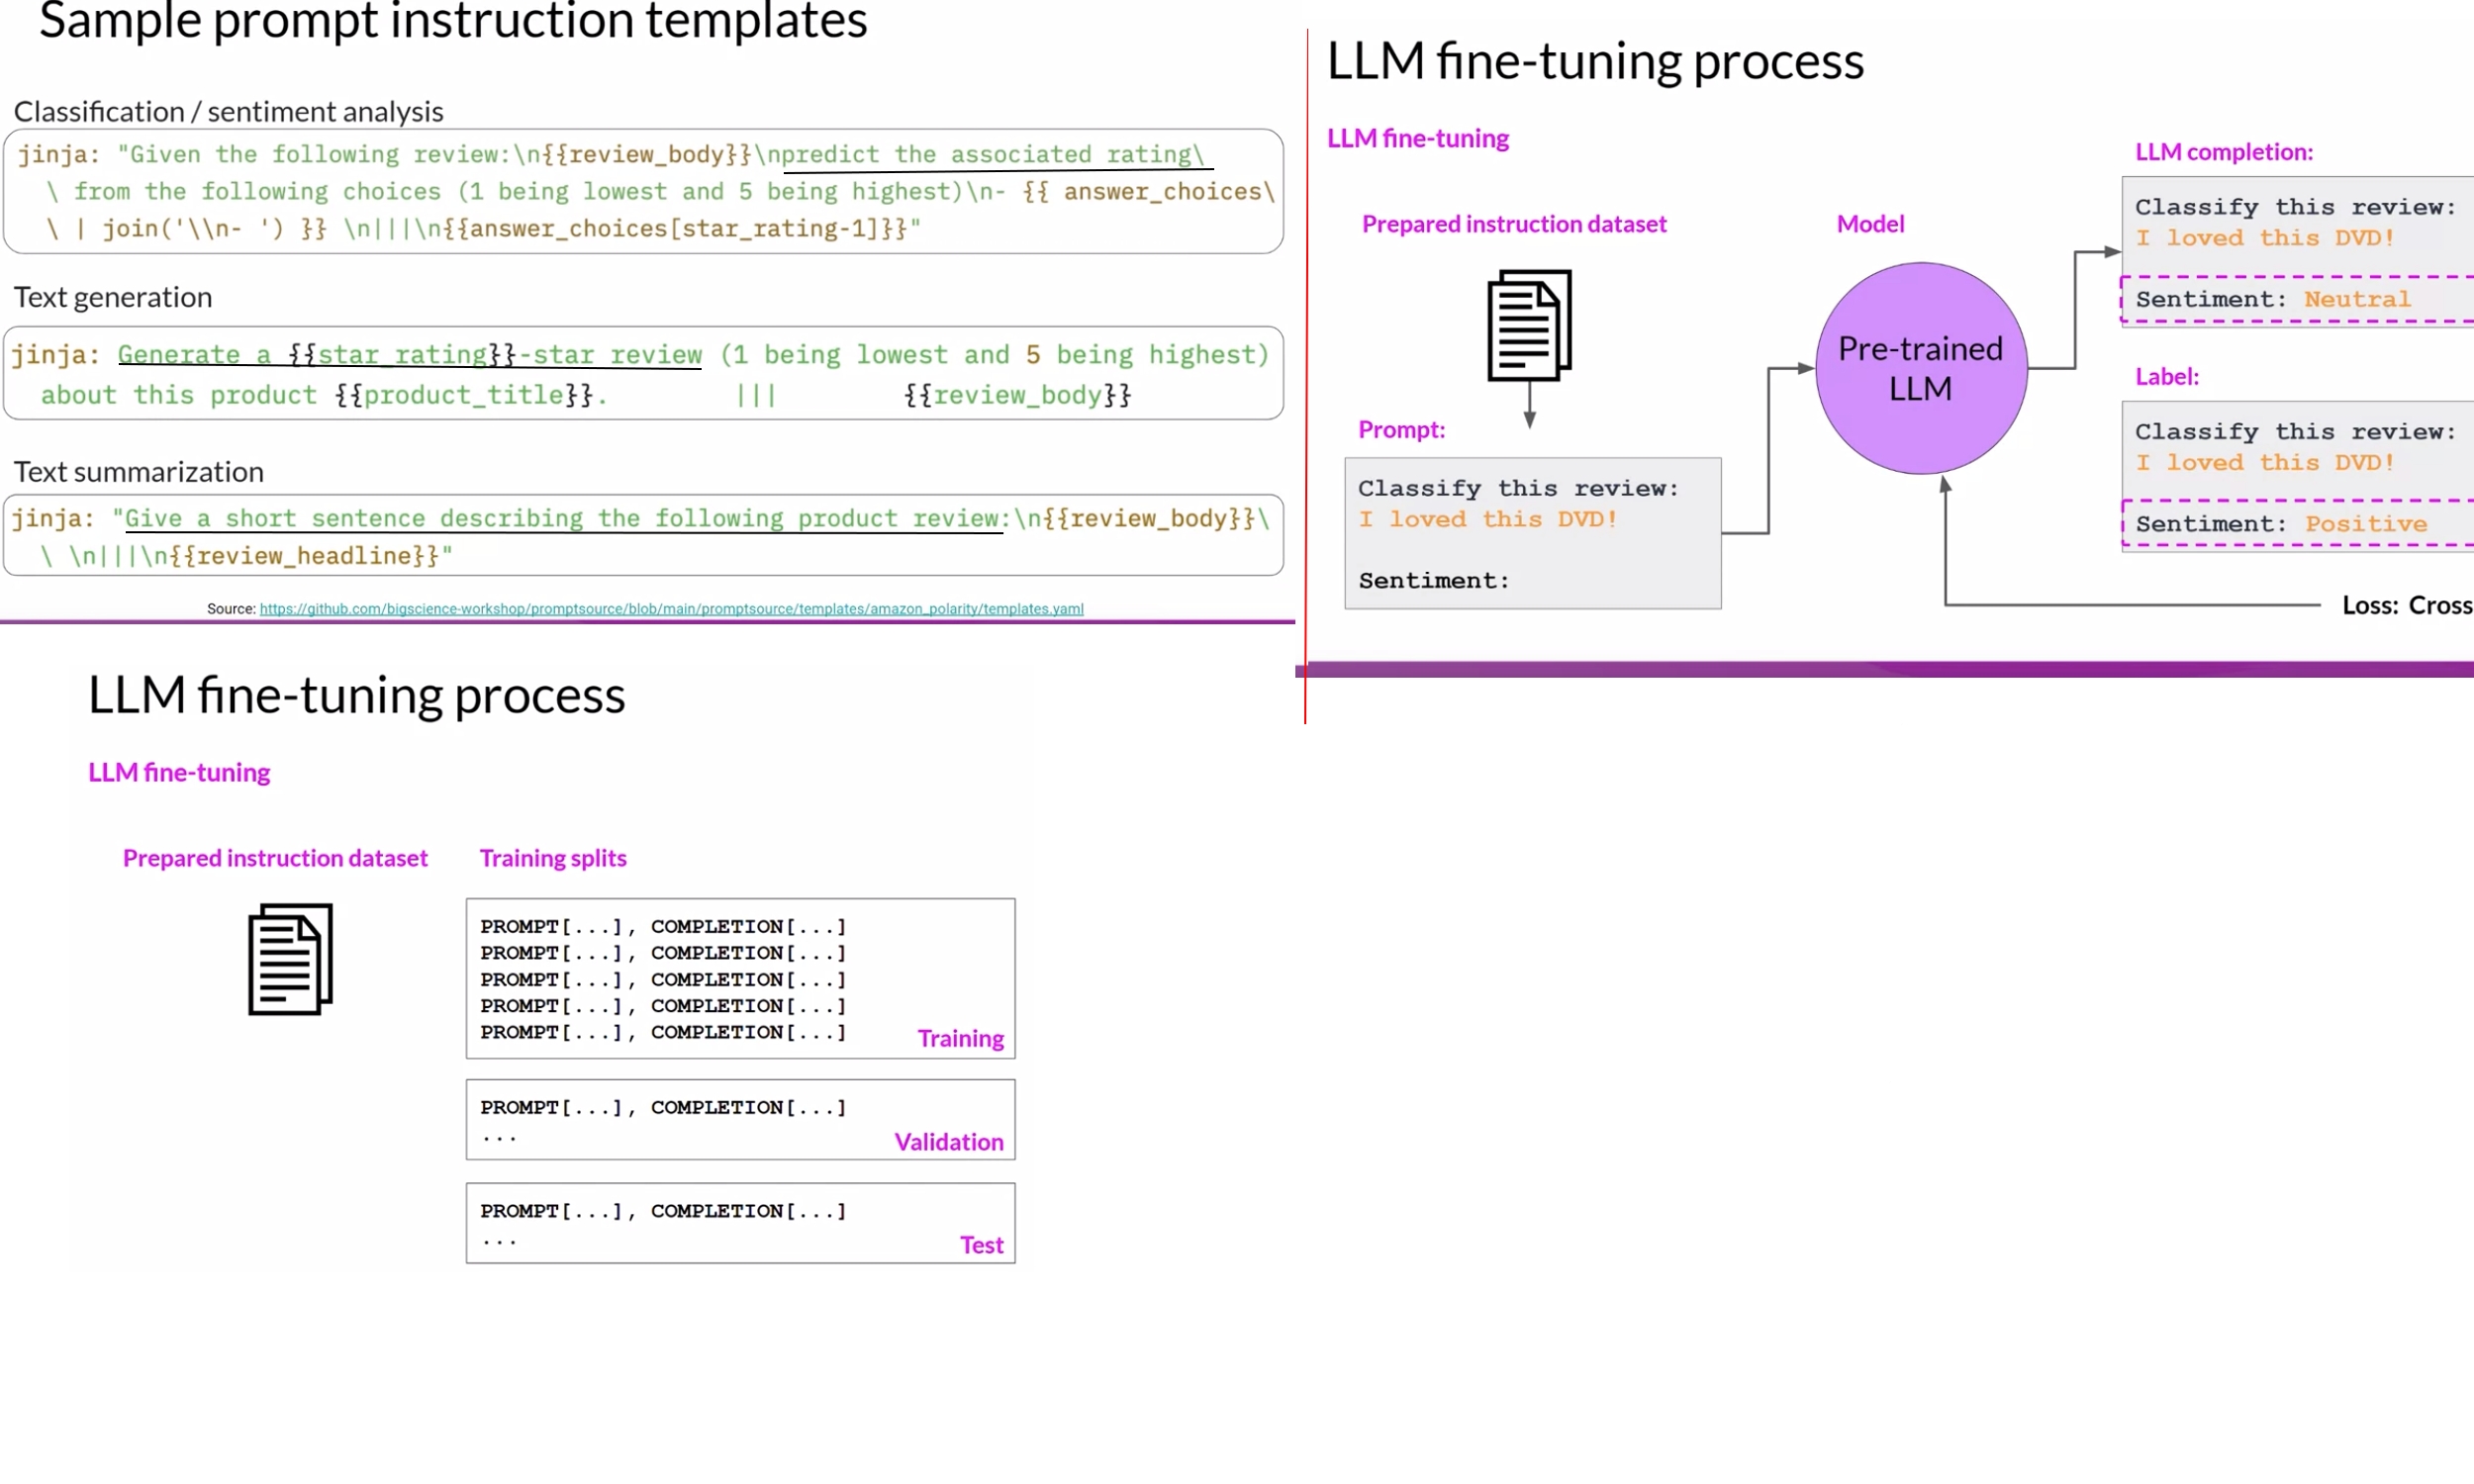 Sample prompt instruction templates
Classification / sentiment analysis
jinja: "Given the following review:\n{{review_body}}\npredict the associated rating\
\ from the following choices (1 being lowest and 5 being highest)\n- {{ answer_choices\
\ | join('\\n- ') }} \n|||\n{{answer_choices[star_rating-1]}}"
Text generation
jinja: Generate a {{star_rating}}-star review (1 being lowest and 5 being highest)
about this product {{product_title}}. ||| {{review_body}}
Text summarization
jinja: "Give a short sentence describing the following product review:\n{{review_body}}\
\ \n|||\n{{review_headline}}"
Source: https://github.com/bigscience-workshop/promptsource/blob/main/promptsource/templates/amazon_polarity/templates.yaml
LLM fine-tuning process
LLM fine-tuning
Prepared instruction dataset
Prompt:
Classify this review:
I loved this DVD!
Sentiment:
Model
Pre-trained
LLM
LLM completion:
Classify this review:
I loved this DVD!
Sentiment: Neutral
Label:
Classify this review:
I loved this DVD!
Sentiment: Positive
Loss: Cross
LLM fine-tuning process
LLM fine-tuning
Prepared instruction dataset
Training splits
PROMPT[...], COMPLETION[...]
PROMPT[...], COMPLETION[...]
PROMPT[...], COMPLETION[...]
PROMPT[...], COMPLETION[...]
PROMPT[...], COMPLETION[...]
Training
PROMPT[...], COMPLETION[...]
...
Validation
PROMPT[...], COMPLETION[...]
...
Test